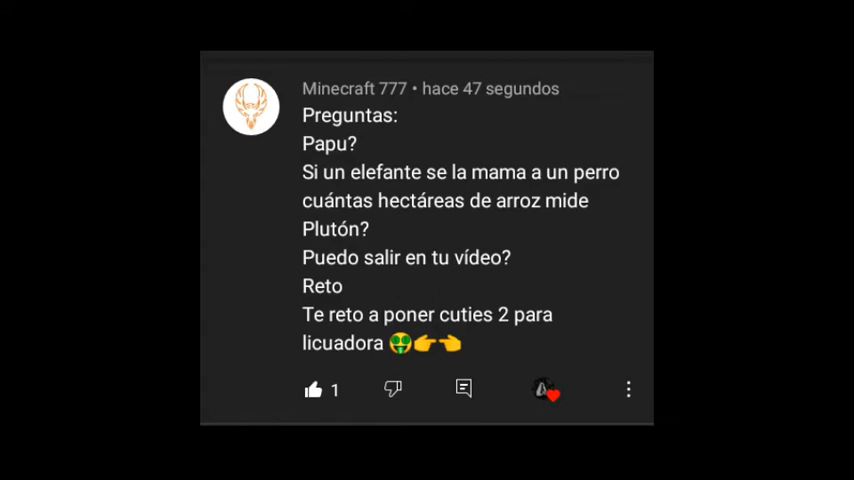 Minecraft 777 • hace 47 segundos
Preguntas:
Papu?
Si un elefante se la mama a un perro
cuántas hectáreas de arroz mide
Plutón?
Puedo salir en tu vídeo?
Reto
Te reto a poner cuties 2 para
licuadora 🤑👉👈
1